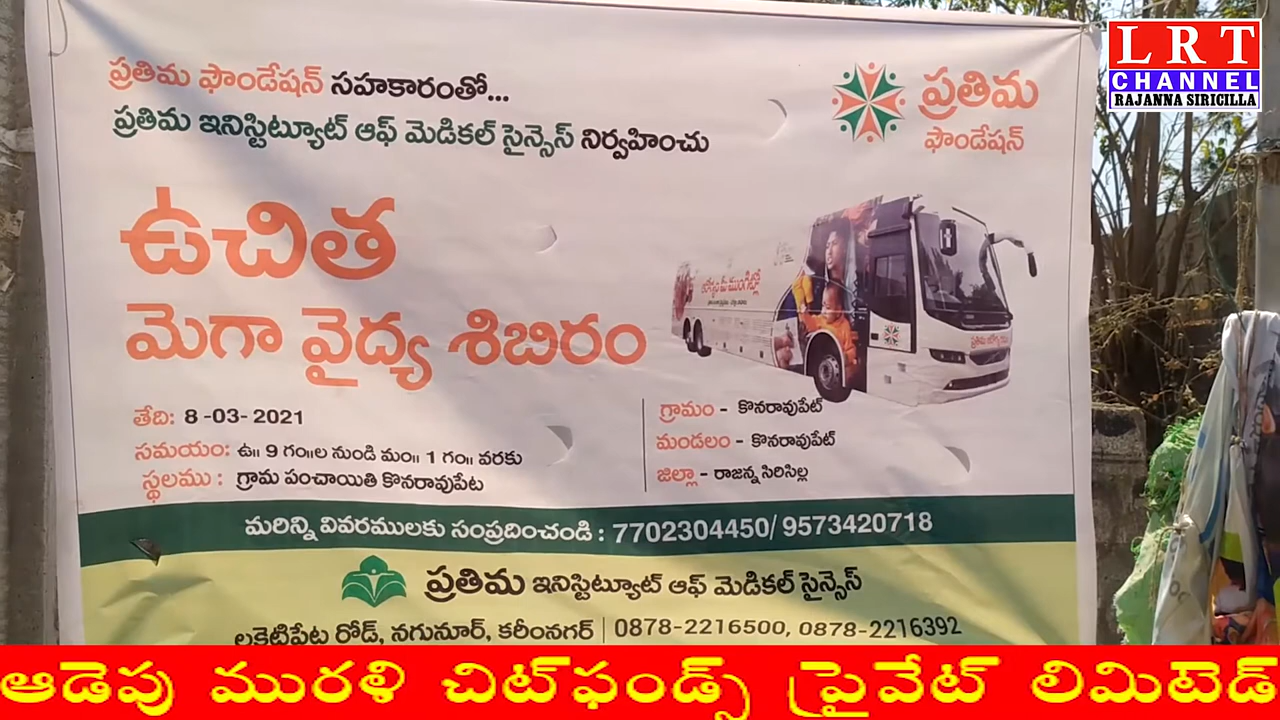 LRT
CHANNEL
RAJANNA SIRICILLA
ప్రతిమ ఫౌండేషన్ సహకారంతో...
ప్రతిమ ఇనిస్టిట్యూట్ ఆఫ్ మెడికల్ సైన్సెస్ నిర్వహించు
ప్రతిమ
ఫౌండేషన్
ఉచిత
మెగా వైద్య శిబిరం
ఆరోగ్యం మీ ముంగిట్లో
తేది: 8 -03- 2021
సమయం: ఉ॥ 9 గం॥ల నుండి మం॥ 1 గం॥ వరకు
స్థలము : గ్రామ పంచాయితి కొనరావుపేట
గ్రామం - కొనరావుపేట్
మండలం - కొనరావుపేట్
జిల్లా - రాజన్న సిరిసిల్ల
మరిన్ని వివరములకు సంప్రదించండి : 7702304450/ 9573420718
ప్రతిమ ఇనిస్టిట్యూట్ ఆఫ్ మెడికల్ సైన్సెస్
లకెటిపేట రోడ్, నగునూర్, కరీంనగర్ | 0878-2216500, 0878-2216392
ఆడెపు మురళి చిట్‌ఫండ్స్ ప్రైవేట్ లిమిటెడ్